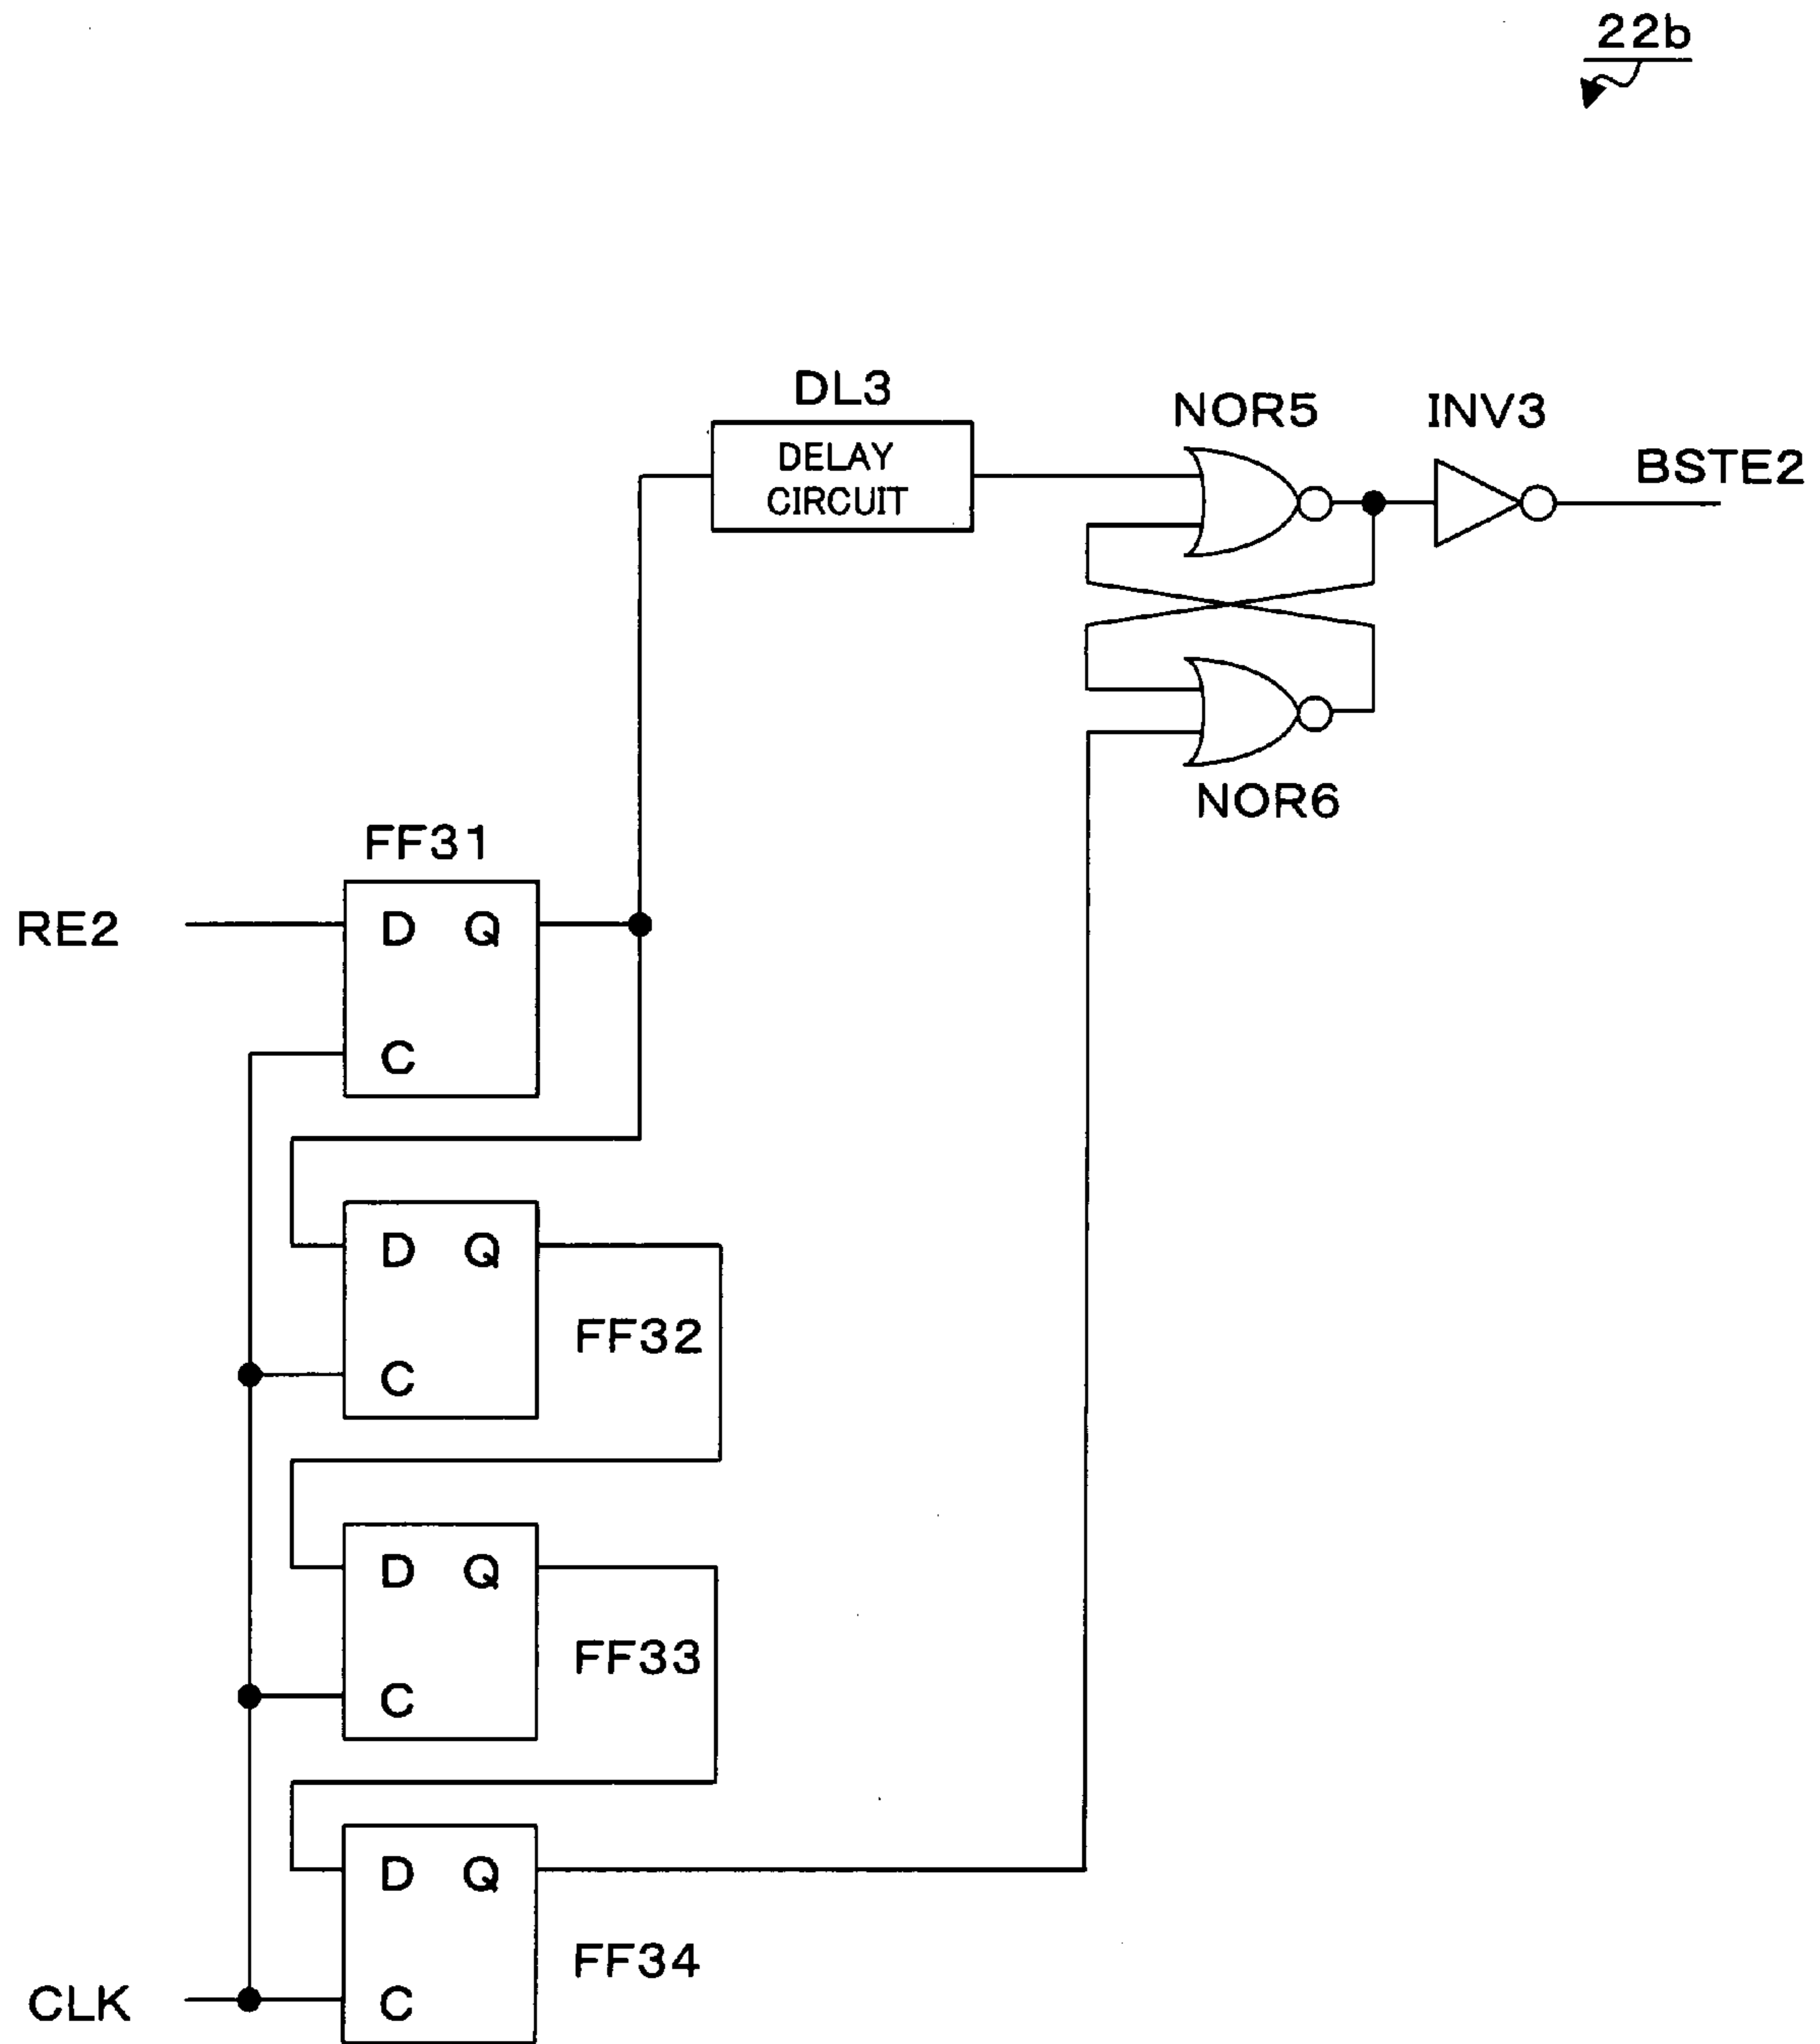 22b
DL3
DELAY
CIRCUIT
NOR5
INV3
BSTE2
NOR6
FF31
RE2
D Q
C
D Q
FF32
C
D Q
FF33
C
D Q
FF34
CLK
C